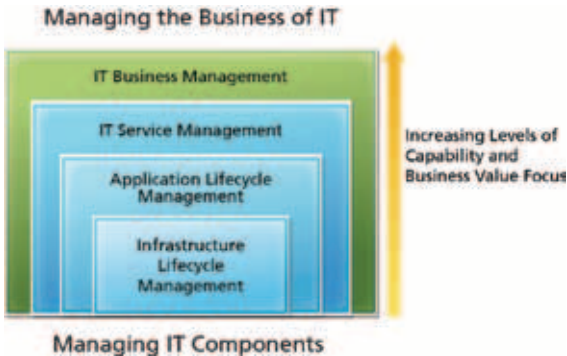 Managing the Business of IT
IT Business Management
IT Service Management
Application Lifecycle
Management
Infrastructure
Lifecycle
Management
Increasing Levels of
Capability and
Business Value Focus
Managing IT Components